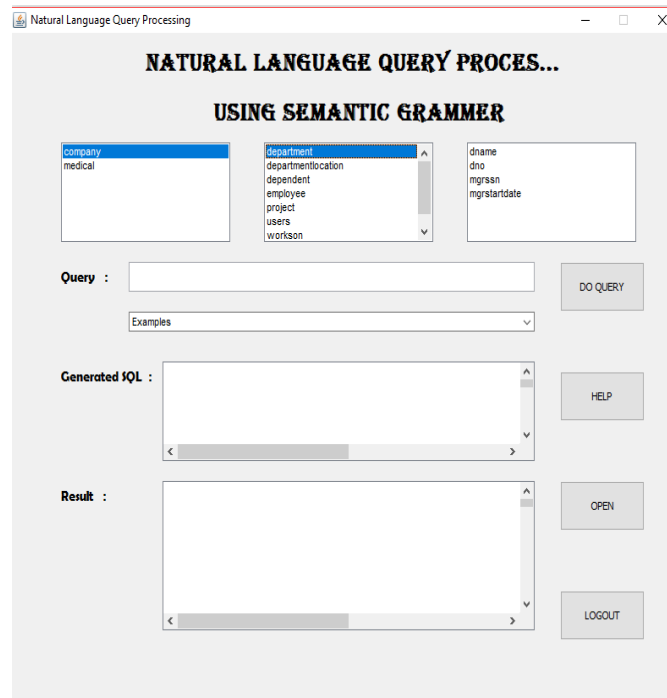 Natural Language Query Processing
NATURAL LANGUAGE QUERY PROCES...
USING SEMANTIC GRAMMER
company
medical
department
departmentlocation
dependent
employee
project
users
workson
dname
dno
mgrssn
mgrstartdate
Query :
DO QUERY
Examples
Generated SQL :
HELP
Result :
OPEN
LOGOUT